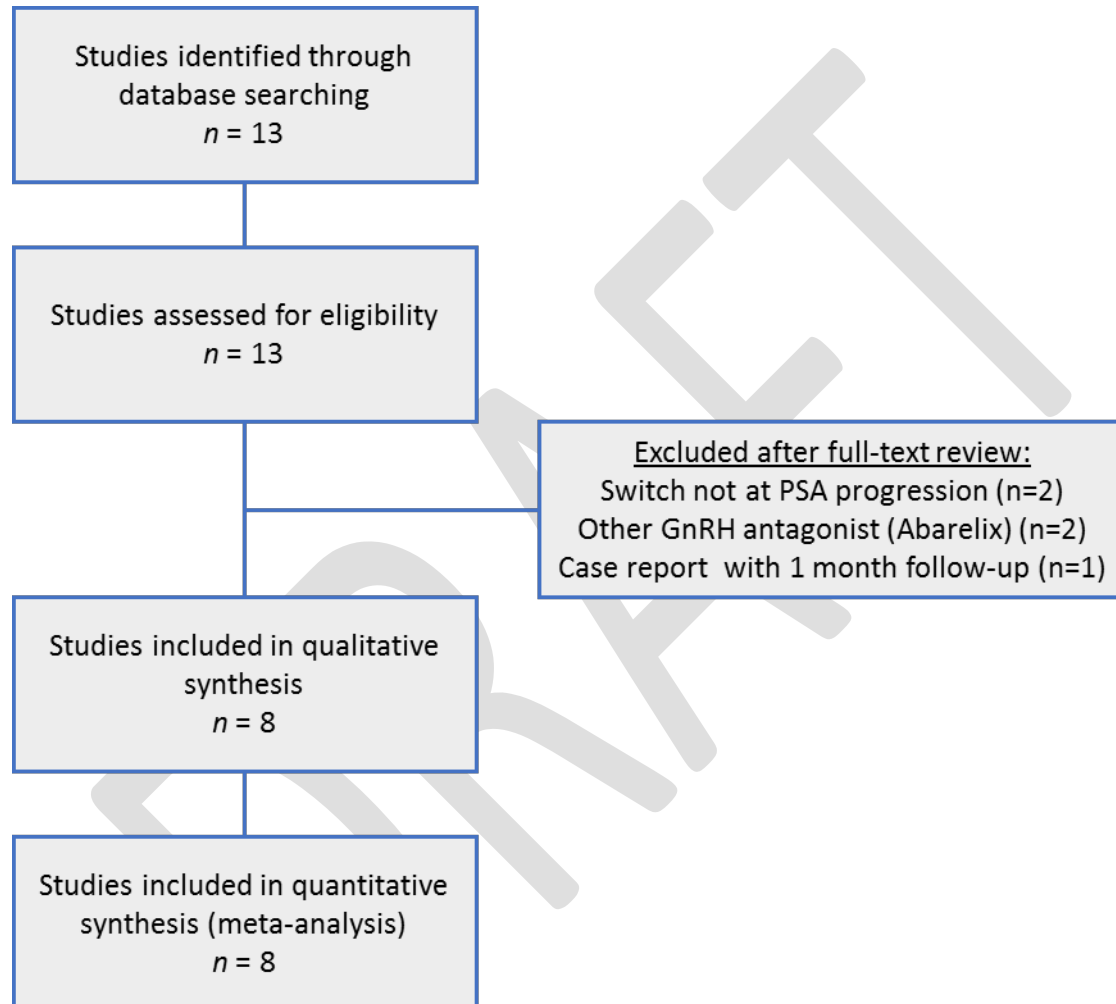 Studies identified through
database searching
n = 13
Studies assessed for eligibility
n = 13
Excluded after full-text review:
Switch not at PSA progression (n=2)
Other GnRH antagonist (Abarelix) (n=2)
Case report with 1 month follow-up (n=1)
Studies included in qualitative
synthesis
n = 8
Studies included in quantitative
synthesis (meta-analysis)
n = 8
DRAFT